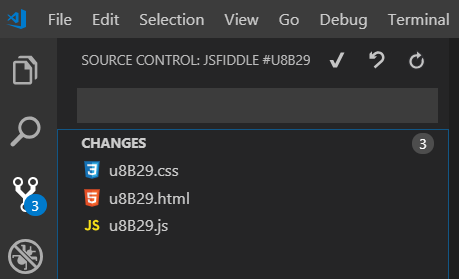 File Edit Selection View Go Debug Terminal
SOURCE CONTROL: JSFIDDLE #U8B29
CHANGES 3
u8B29.css
5 u8B29.html
3
JS u8B29.js